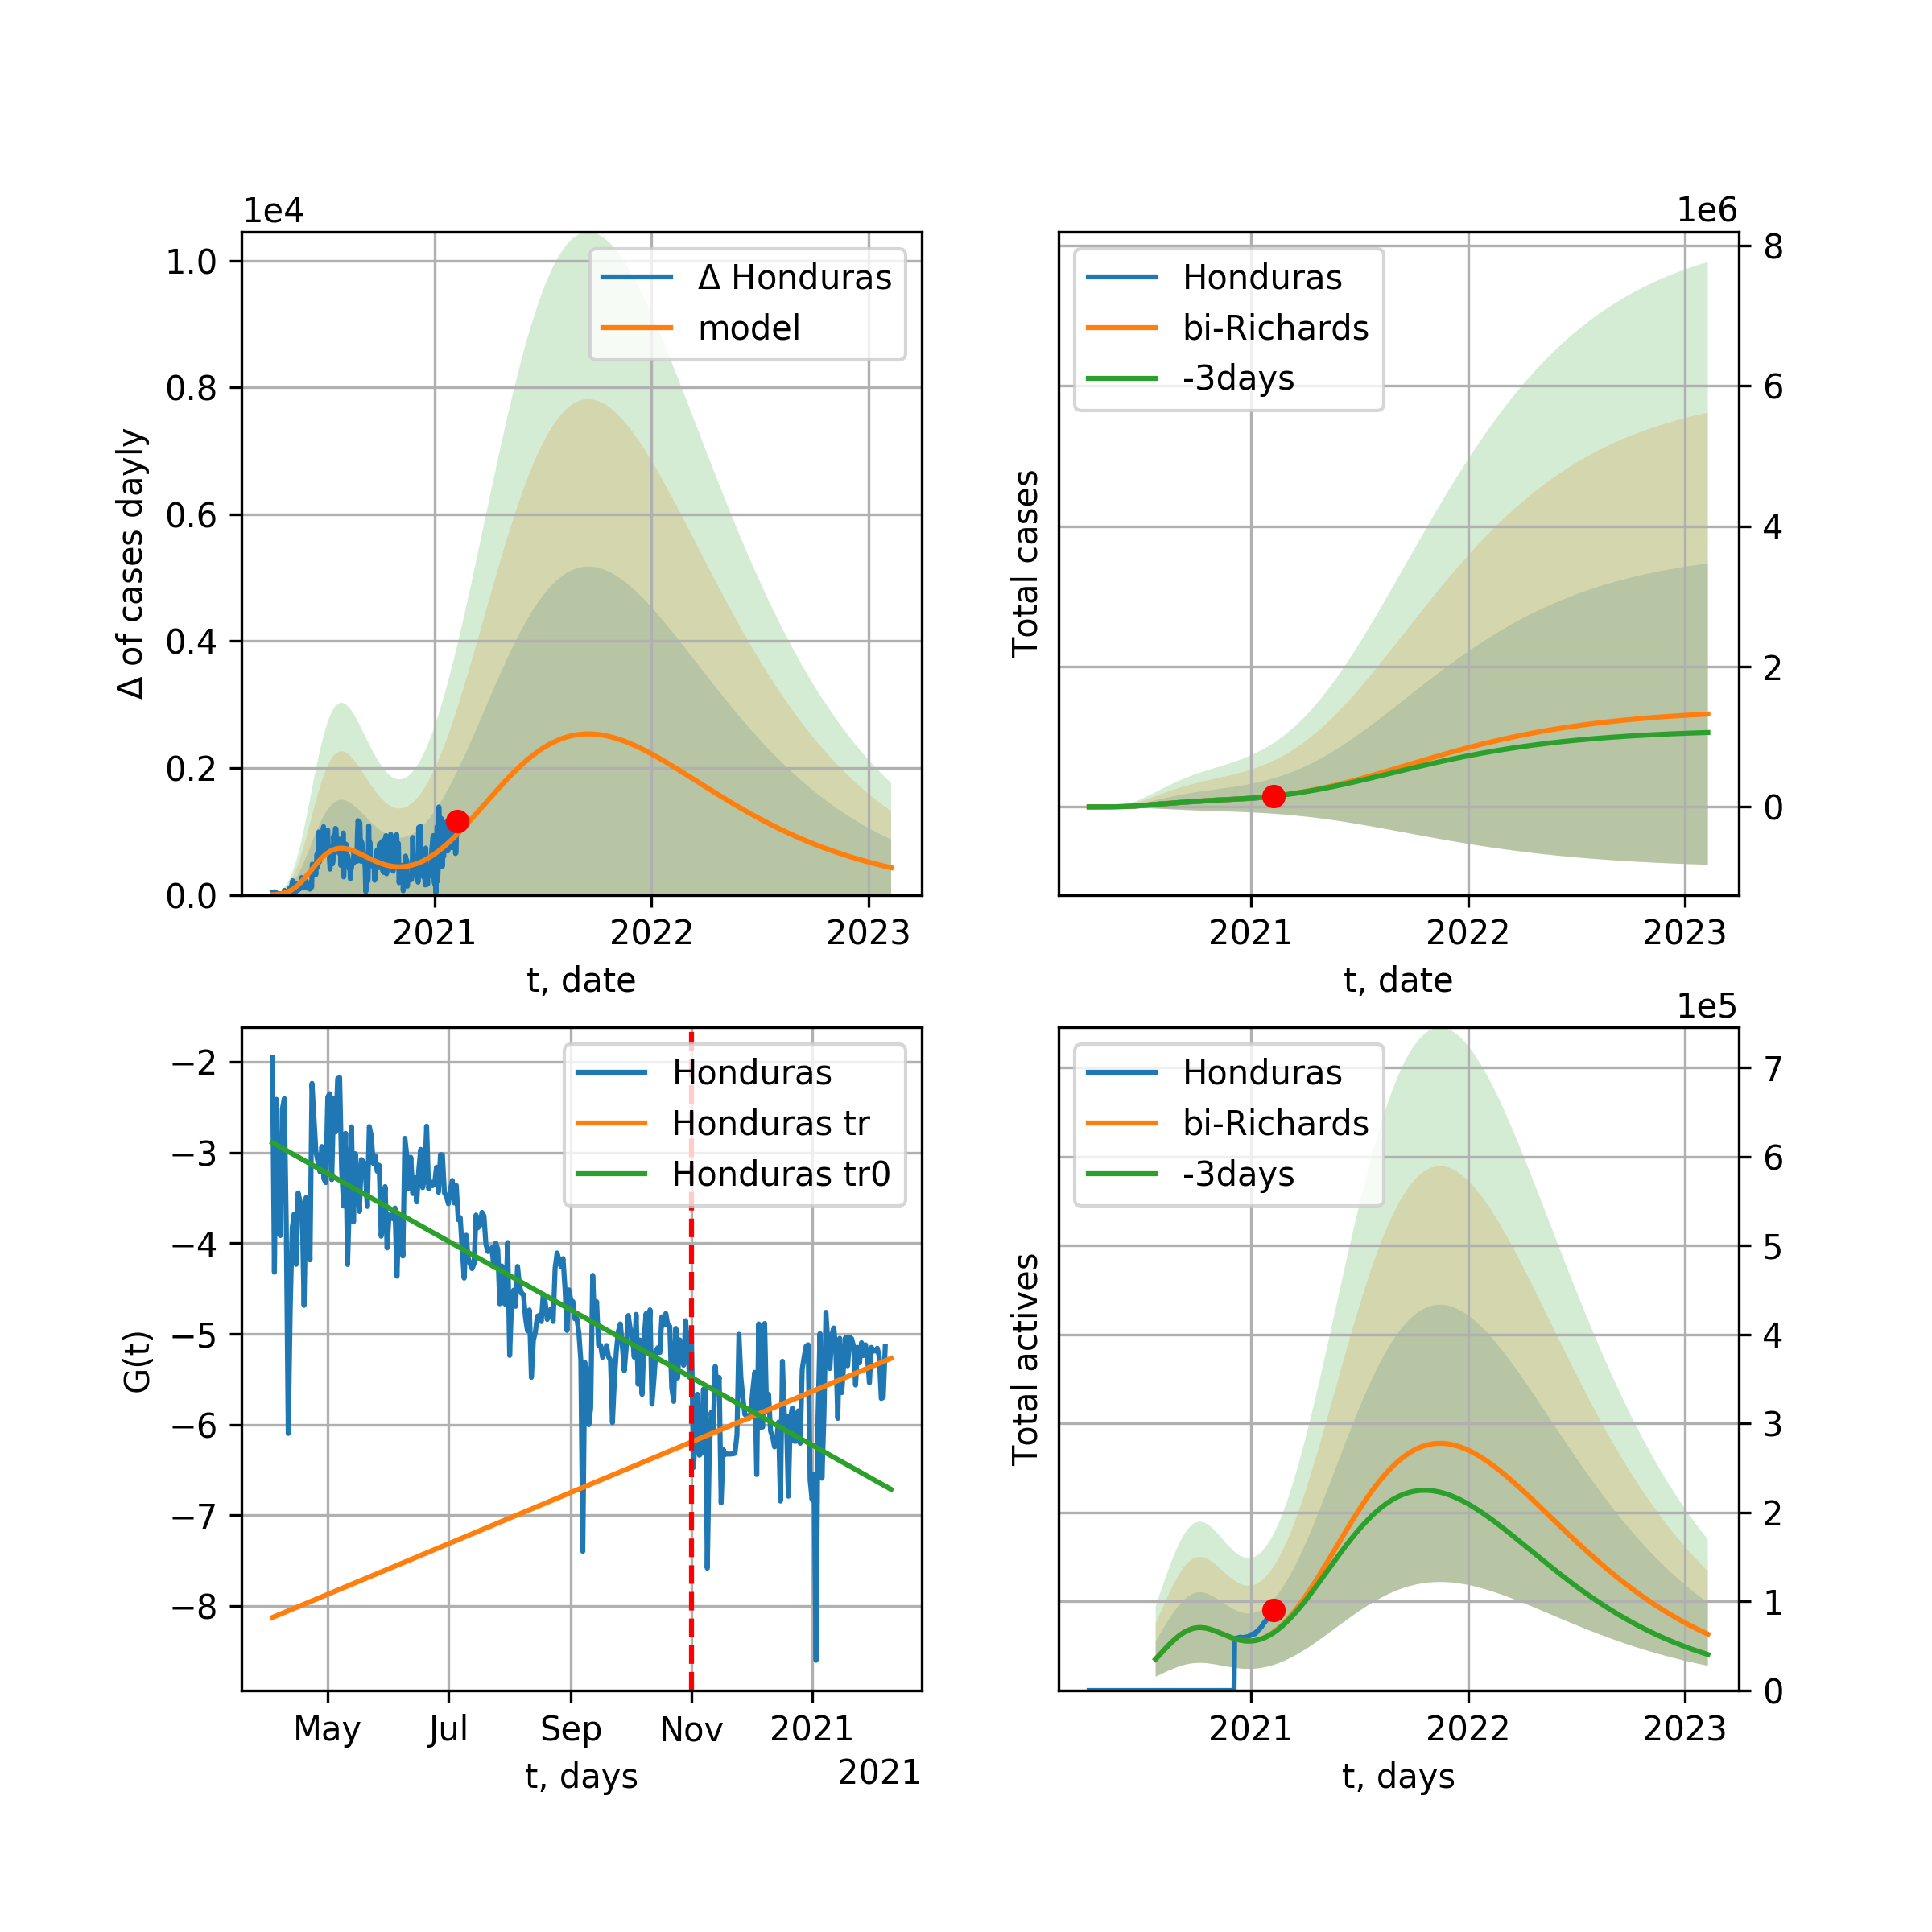 1e4
1.0
0.8
0.6
0.4
0.2
0.0
Δ of cases dayly
Δ Honduras
model
2021 2022 2023
t, date
1e6
8
6
4
2
0
Total cases
Honduras
bi-Richards
-3days
2021 2022 2023
t, date
−2
−3
−4
−5
−6
−7
−8
G(t)
Honduras
Honduras tr
Honduras tr0
May Jul Sep Nov 2021
t, days
2021
1e5
7
6
5
4
3
2
1
0
Total actives
Honduras
bi-Richards
-3days
2021 2022 2023
t, days